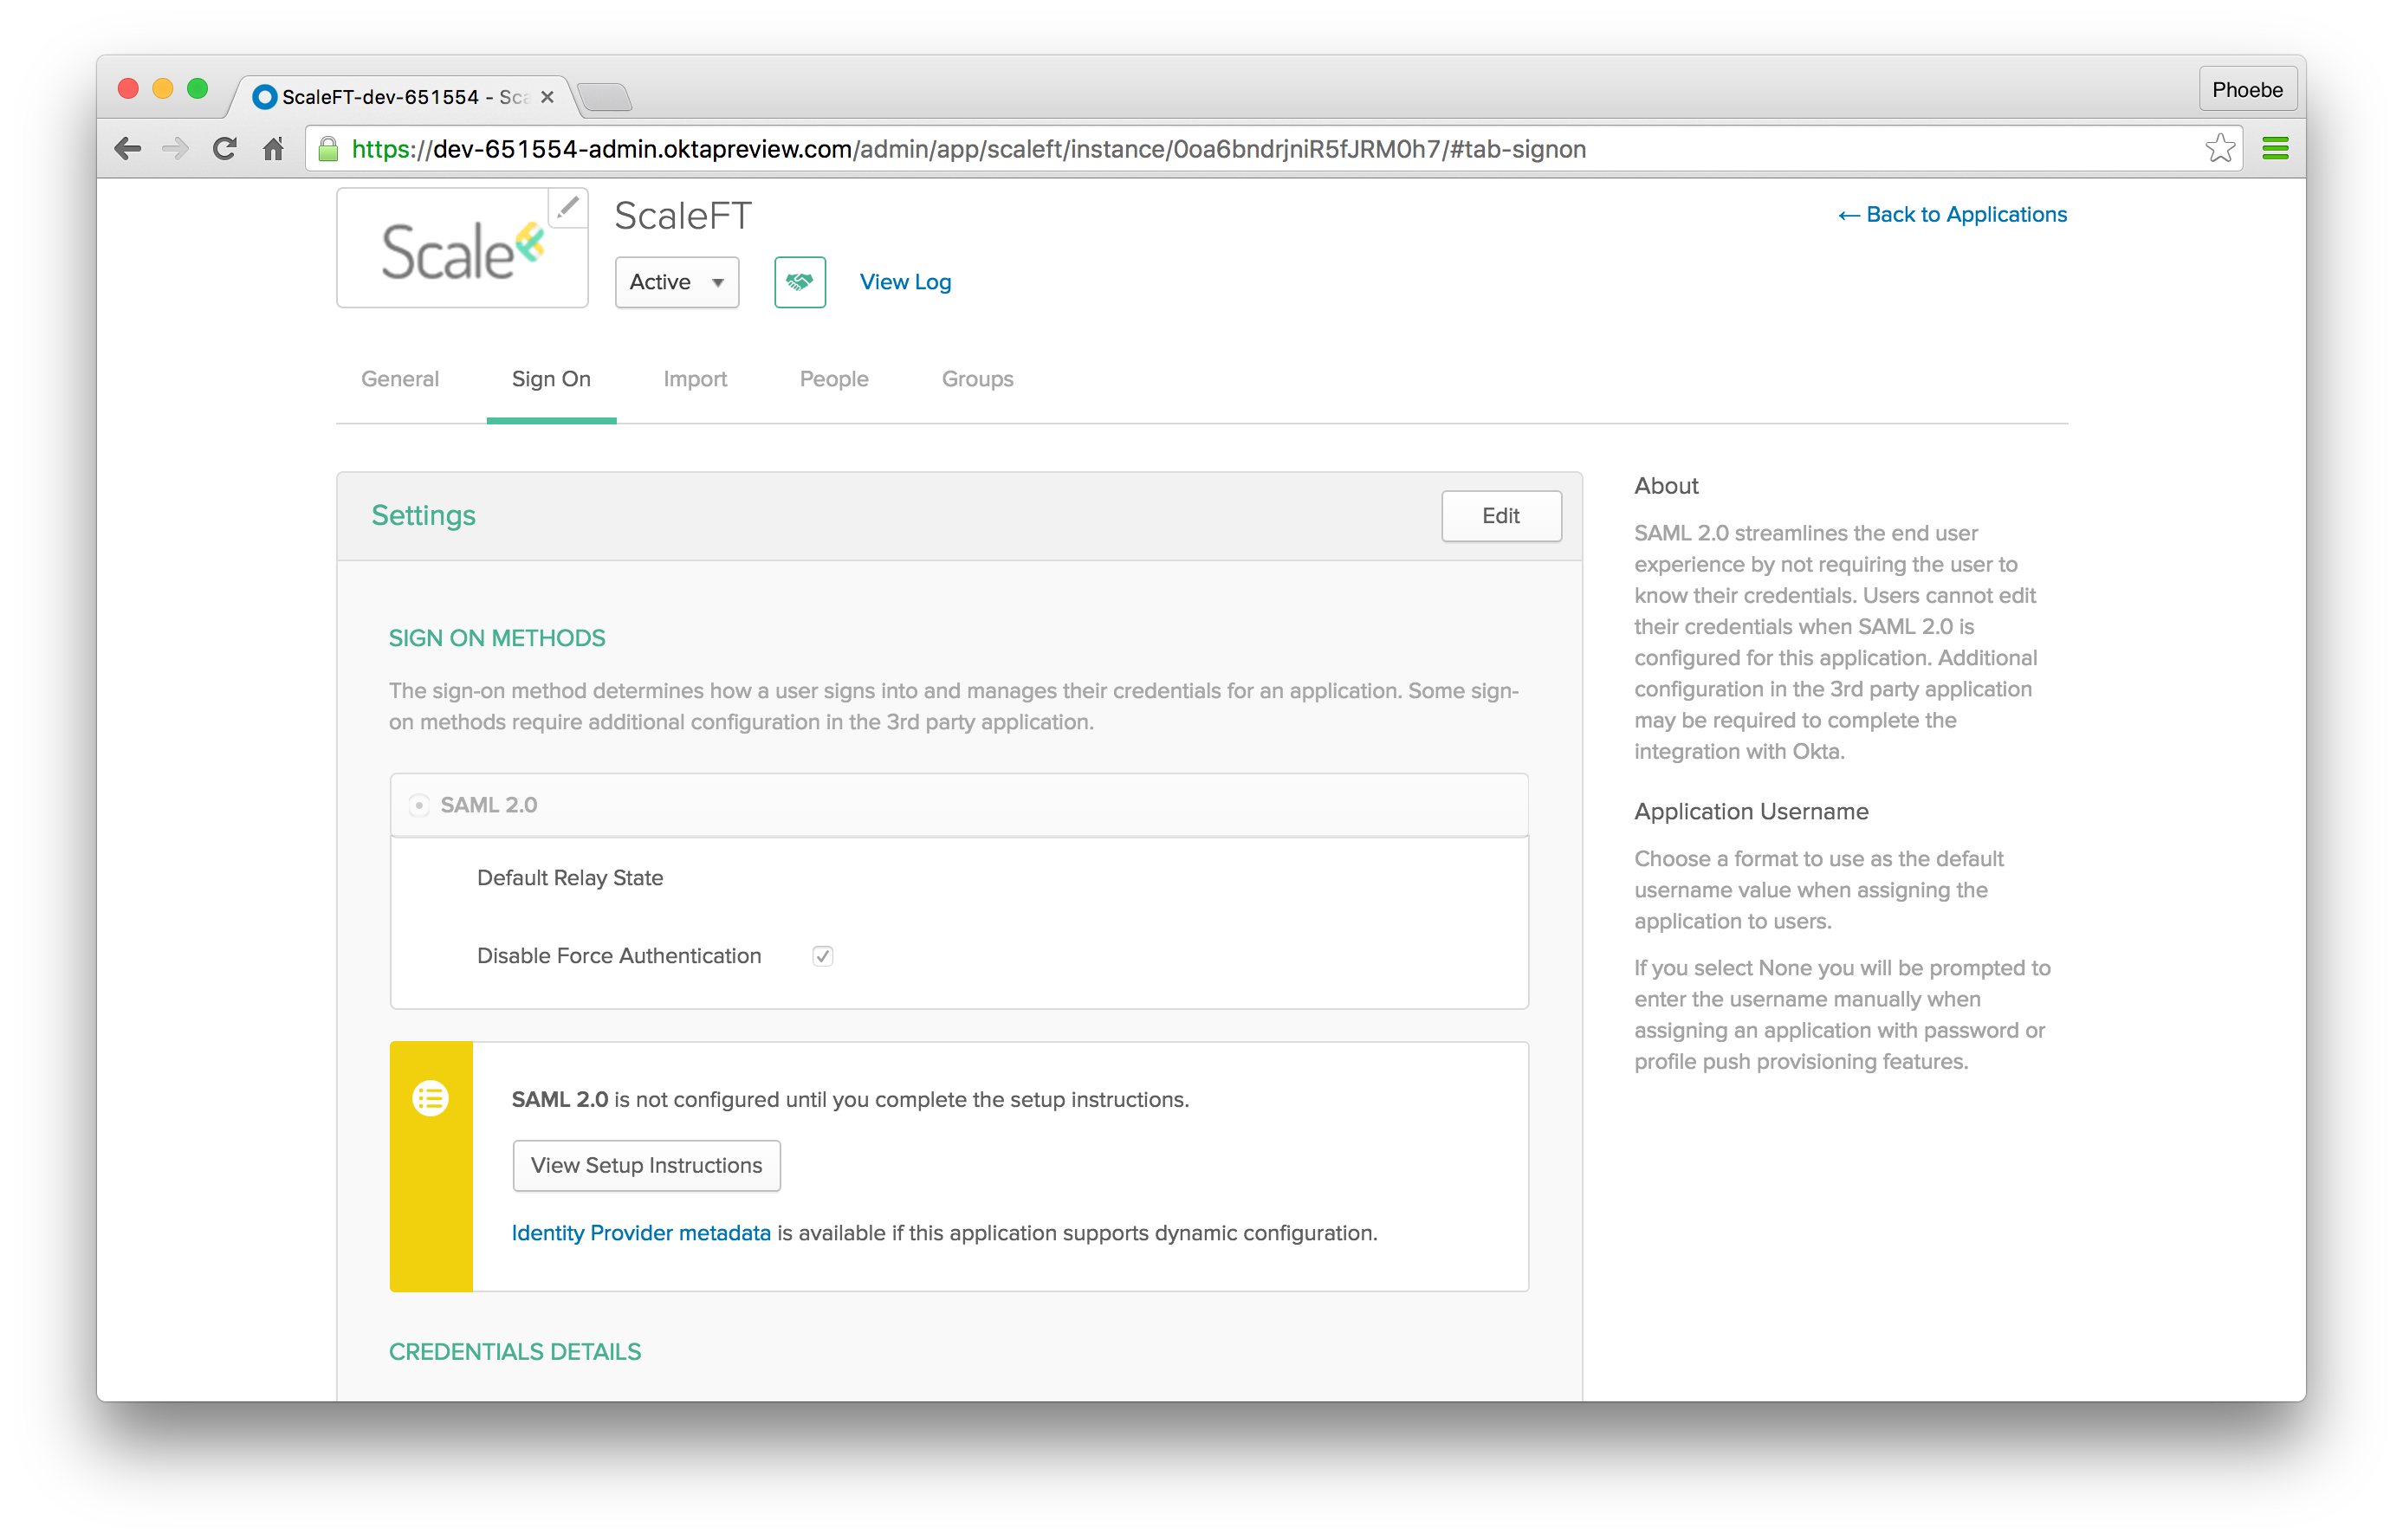 ScaleFT-dev-651554 - Sca
Phoebe
https://dev-651554-admin.oktapreview.com/admin/app/scaleft/instance/0oa6bndrjniR5fJRM0h7/#tab-signon
Scale
ScaleFT
← Back to Applications
Active
View Log
General
Sign On
Import
People
Groups
Settings
Edit
SIGN ON METHODS
The sign-on method determines how a user signs into and manages their credentials for an application. Some sign-
on methods require additional configuration in the 3rd party application.
SAML 2.0
Default Relay State
Disable Force Authentication
SAML 2.0 is not configured until you complete the setup instructions.
View Setup Instructions
Identity Provider metadata is available if this application supports dynamic configuration.
CREDENTIALS DETAILS
About
SAML 2.0 streamlines the end user
experience by not requiring the user to
know their credentials. Users cannot edit
their credentials when SAML 2.0 is
configured for this application. Additional
configuration in the 3rd party application
may be required to complete the
integration with Okta.
Application Username
Choose a format to use as the default
username value when assigning the
application to users.
If you select None you will be prompted to
enter the username manually when
assigning an application with password or
profile push provisioning features.